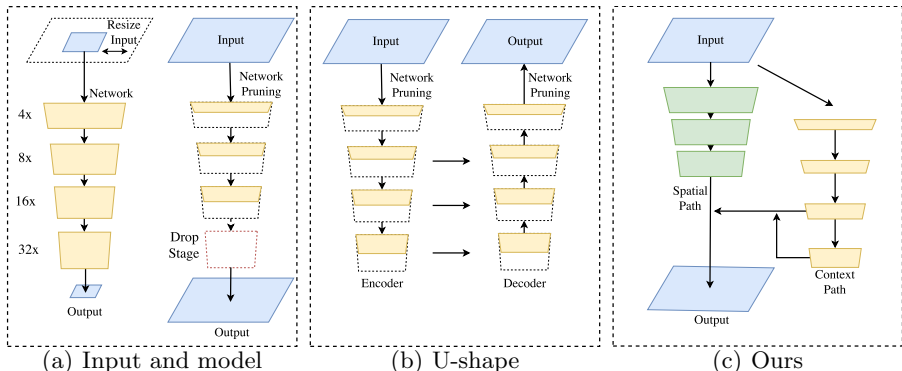 Resize
Input
Network
4x
8x
16x
32x
Output
Input
Network
Pruning
Drop
Stage
Output
(a) Input and model
Input
Network
Pruning
Encoder
Output
Network
Pruning
Decoder
(b) U-shape
Input
Spatial
Path
Context
Path
Output
(c) Ours